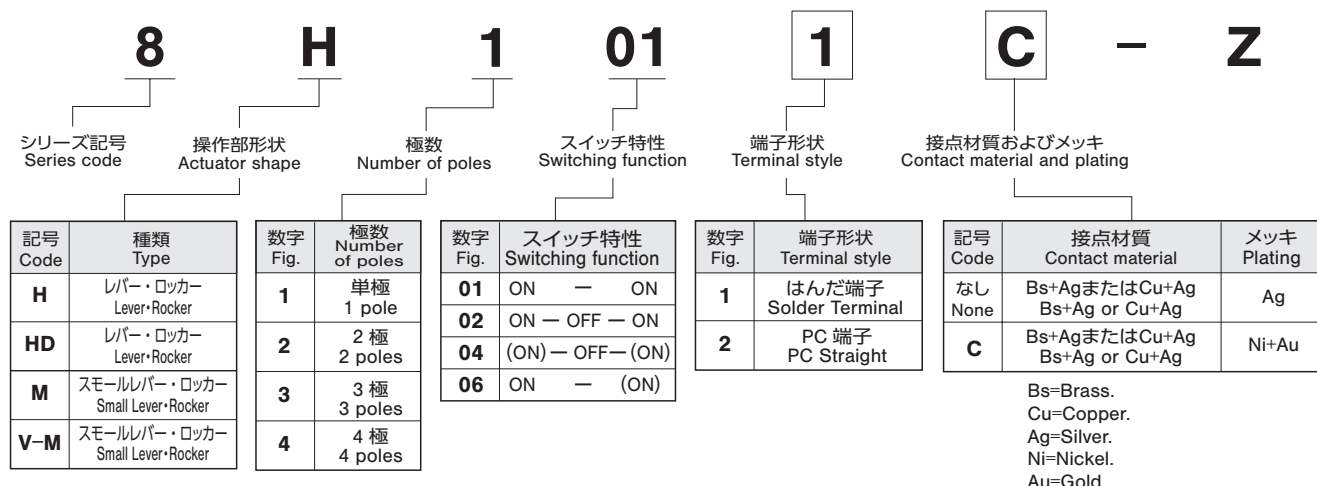 8 H 1 01 1 C – Z
シリーズ記号
Series code
操作部形状
Actuator shape
極数
Number of poles
スイッチ特性
Switching function
端子形状
Terminal style
接点材質およびメッキ
Contact material and plating
記号
Code
種類
Type
H
レバー・ロッカー
Lever・Rocker
HD
レバー・ロッカー
Lever・Rocker
M
スモールレバー・ロッカー
Small Lever・Rocker
V−M
スモールレバー・ロッカー
Small Lever・Rocker
数字
Fig.
極数
Number
of poles
1
単極
1 pole
2
2 極
2 poles
3
3 極
3 poles
4
4 極
4 poles
数字
Fig.
スイッチ特性
Switching function
01 ON — ON
02 ON — OFF — ON
04 (ON) — OFF— (ON)
06 ON — (ON)
数字
Fig.
端子形状
Terminal style
1
はんだ端子
Solder Terminal
2
PC 端子
PC Straight
記号
Code
接点材質
Contact material
メッキ
Plating
なし
None
Bs+AgまたはCu+Ag
Bs+Ag or Cu+Ag
Ag
C
Bs+AgまたはCu+Ag
Bs+Ag or Cu+Ag
Ni+Au
Bs=Brass.
Cu=Copper.
Ag=Silver.
Ni=Nickel.
Au=Gold